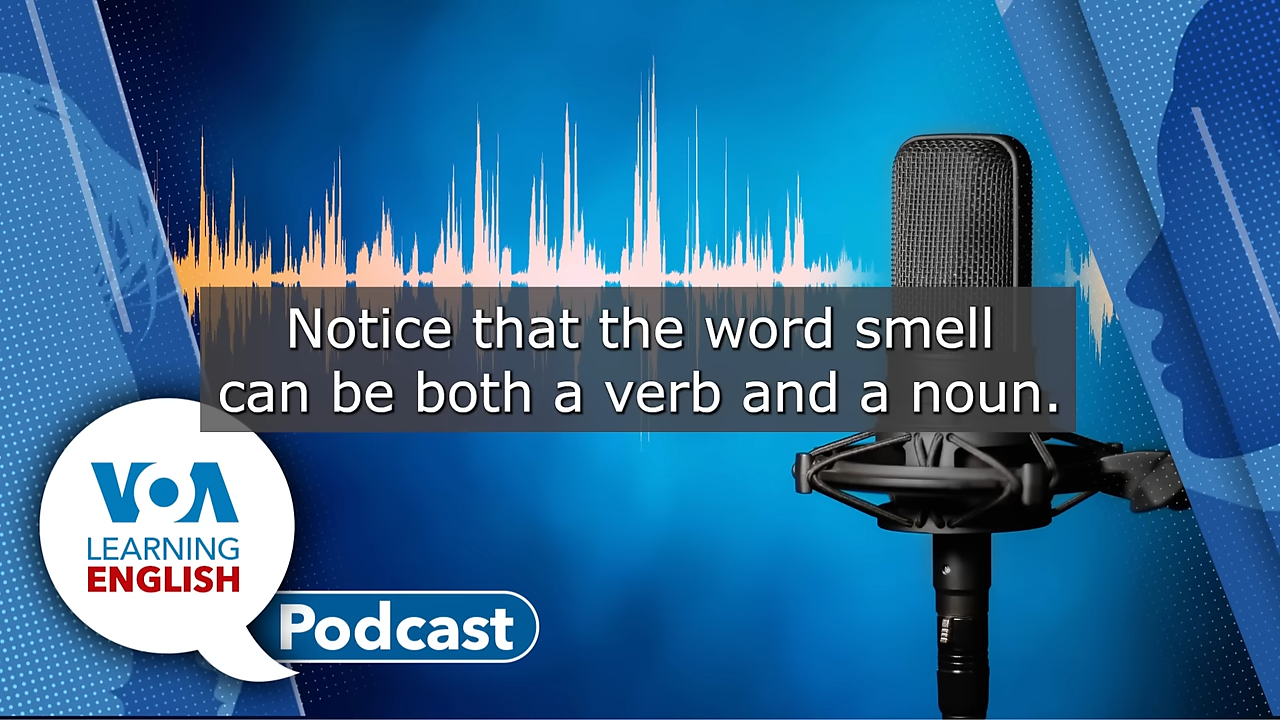 Notice that the word smell
can be both a verb and a noun.
VOA
LEARNING
ENGLISH
Podcast